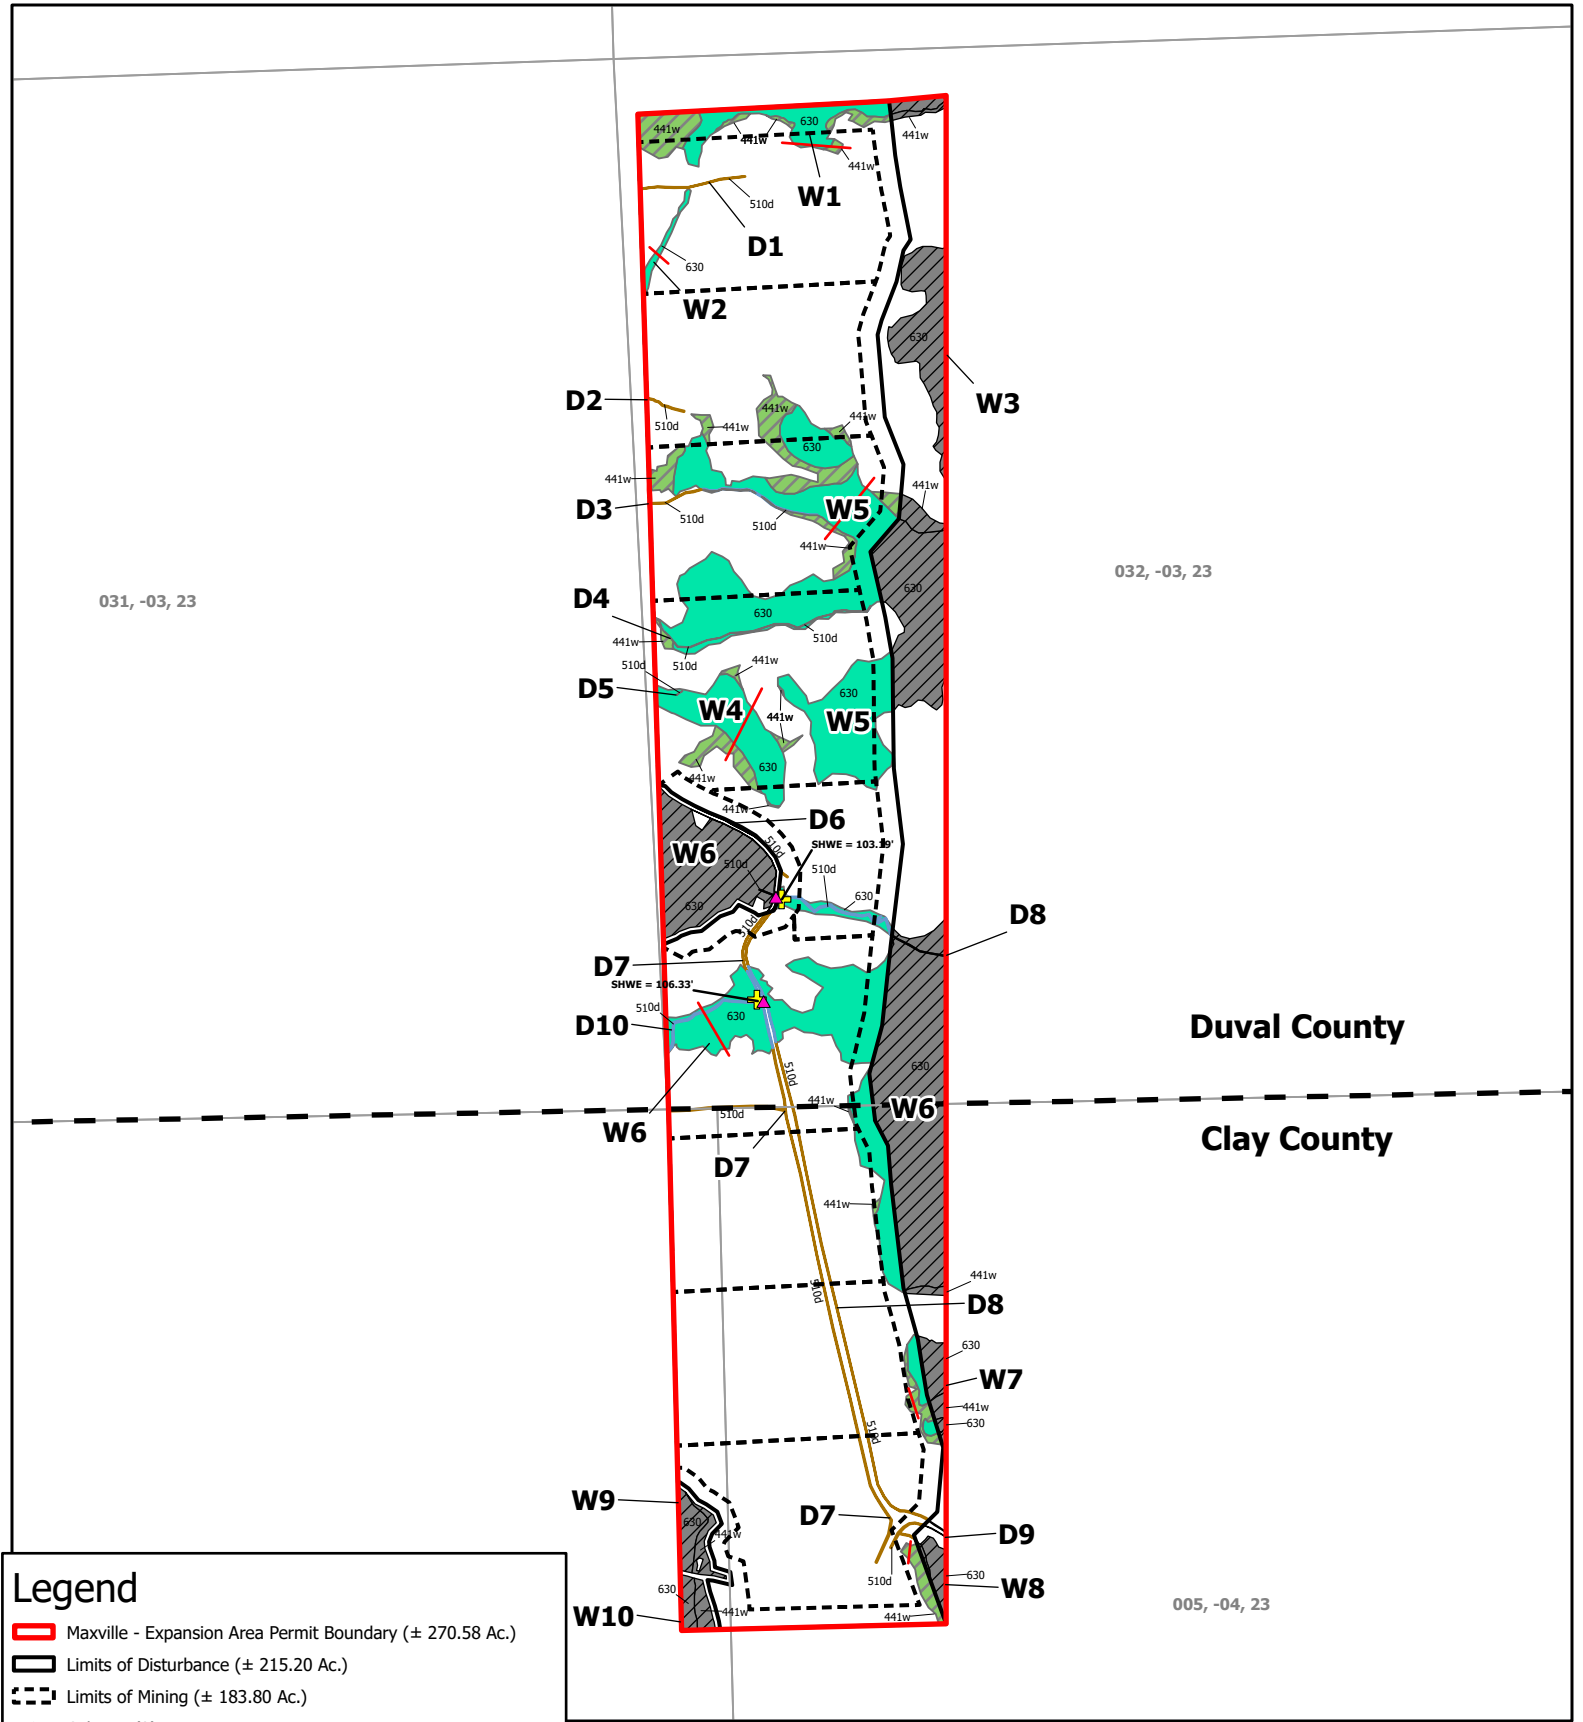 441w
441w
630
441w
441w
W1
510d
D1
630
W2
630
W3
D2
510d
441w
441w
441w
630
441w
441w
D3
510d
510d
W5
441w
031, -03, 23
032, -03, 23
D4
630
630
441w
510d
510d
510d
441w
D5
W4
630
441w
W5
441w
630
441w
D6
510d
SHWE = 103.19'
W6
510d
510d
630
630
D8
510d
D7
SHWE = 106.33'
510d
630
D10
Duval County
510d
630
441w
W6
510d
W6
D7
Clay County
441w
441w
510d
D8
630
W7
441w
630
510d
W9
D7
630
441w
D9
510d
630
W8
630
441w
W10
441w
005, -04, 23
Legend
Maxville - Expansion Area Permit Boundary (± 270.58 Ac.)
Limits of Disturbance (± 215.20 Ac.)
Limits of Mining (± 183.80 Ac.)